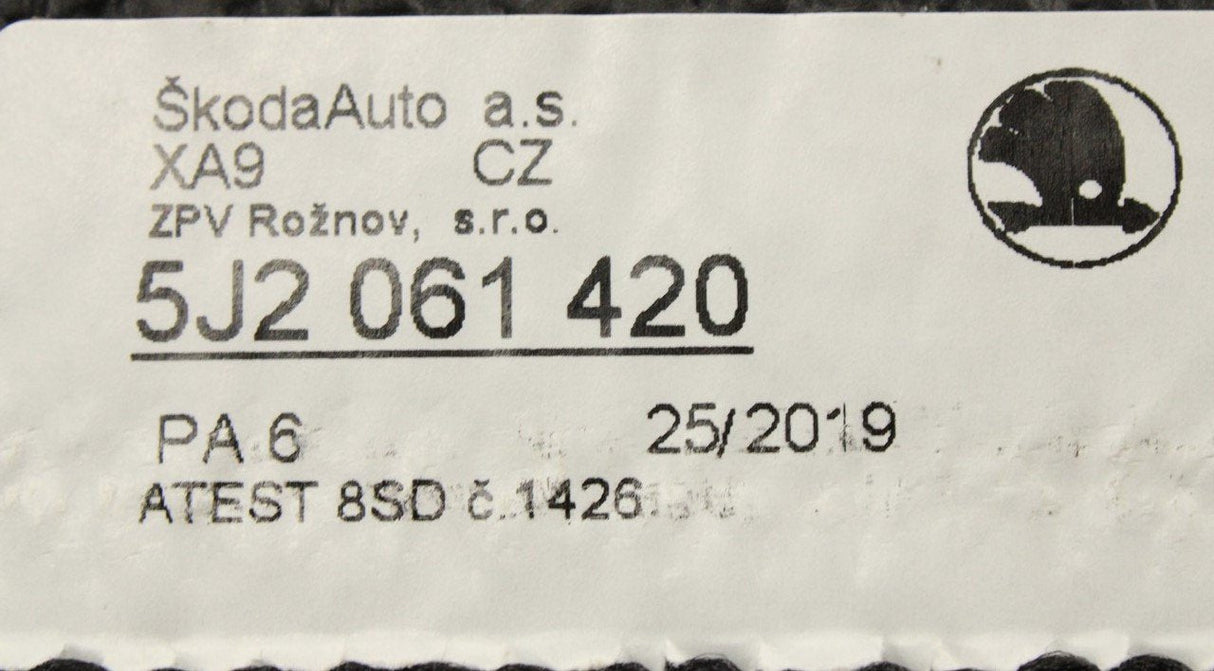 ŠkodaAuto a.s.
XA9 CZ
ZPV Rožnov, s.r.o.
5J2 061 420
PA 6 25/2019
ATEST 8SD č.1426